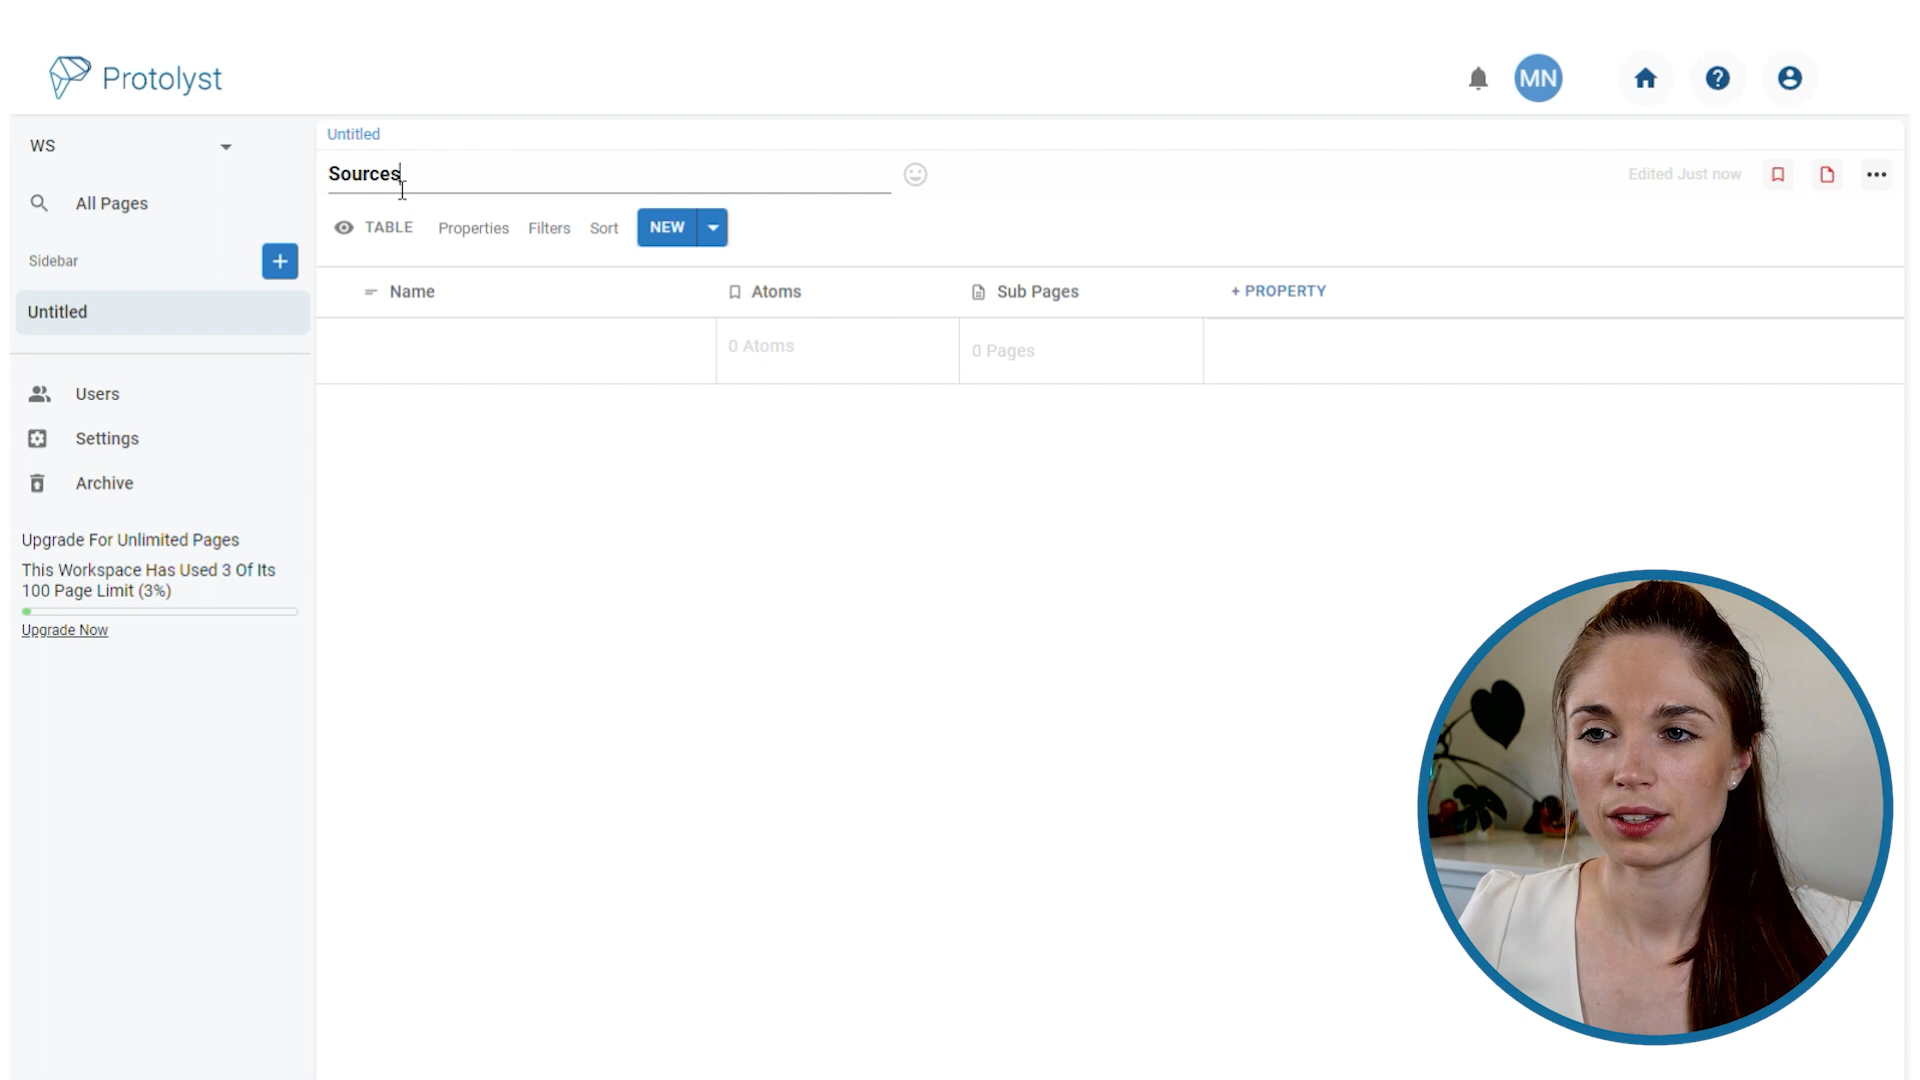 Protolyst
MN
WS
All Pages
Sidebar
Untitled
Users
Settings
Archive
Upgrade For Unlimited Pages
This Workspace Has Used 3 Of Its
100 Page Limit (3%)
Upgrade Now
Untitled
Sources
Edited Just now
TABLE
Properties
Filters
Sort
NEW
Name
Atoms
Sub Pages
+ PROPERTY
0 Atoms
0 Pages